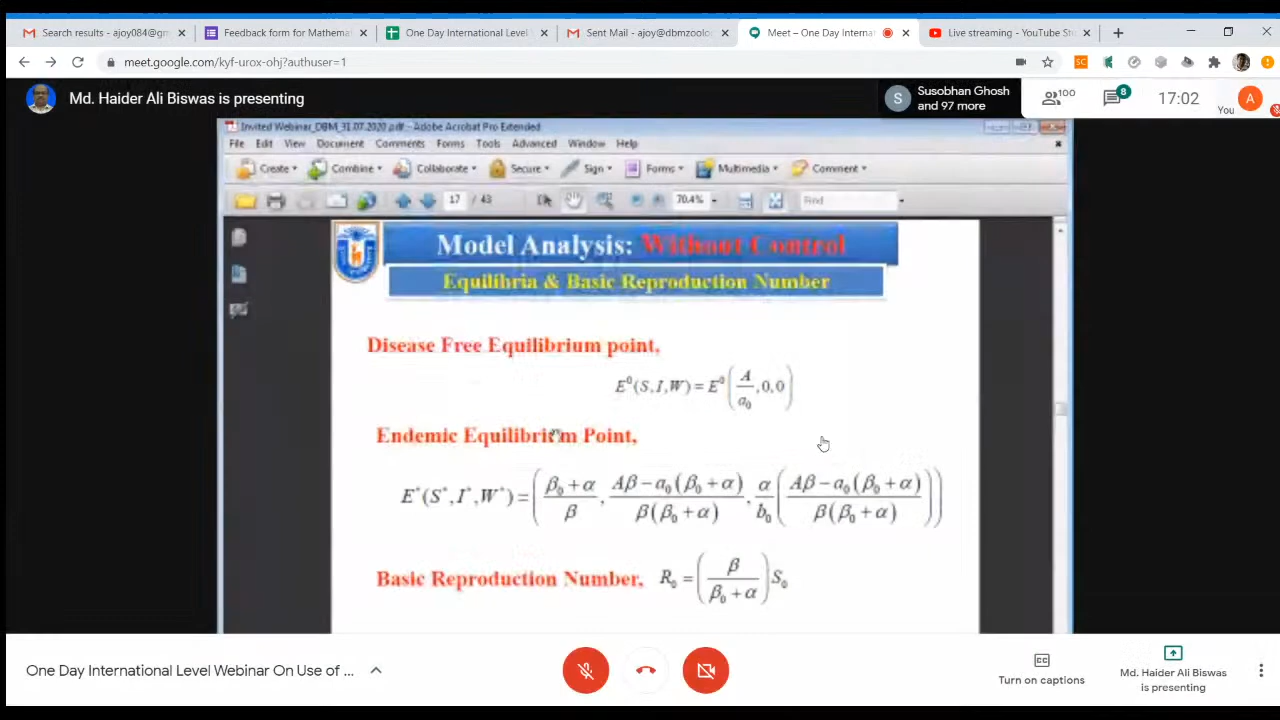 Search results - ajoy084@gm
Feedback form for Mathema
One Day International Level
Sent Mail - ajoy@dbmzoolog
Meet – One Day Interna
Live streaming - YouTube St
meet.google.com/kyf-urox-ohj?authuser=1
Md. Haider Ali Biswas is presenting
S
Susobhan Ghosh
and 97 more
100
8
17:02
You
A
Invited Webinar_DBM_31.07.2020.pdf - Adobe Acrobat Pro Extended
File Edit View Document Comments Forms Tools Advanced Window Help
Create Combine Collaborate Secure Sign Forms Multimedia Comment
17 / 43 70.4% Find
Model Analysis: Without Control
Equilibria & Basic Reproduction Number
Disease Free Equilibrium point,
E⁰(S,I,W) = E⁰(A/a₀,0,0)
Endemic Equilibrium Point,
E*(S*,I*,W*) = ((β₀+α)/β, (Aβ−a₀(β₀+α))/(β(β₀+α)), α/b₀((Aβ−a₀(β₀+α))/(β(β₀+α))))
Basic Reproduction Number, R₀ = (β/(β₀+α))S₀
One Day International Level Webinar On Use of ...
CC
Turn on captions
Md. Haider Ali Biswas
is presenting